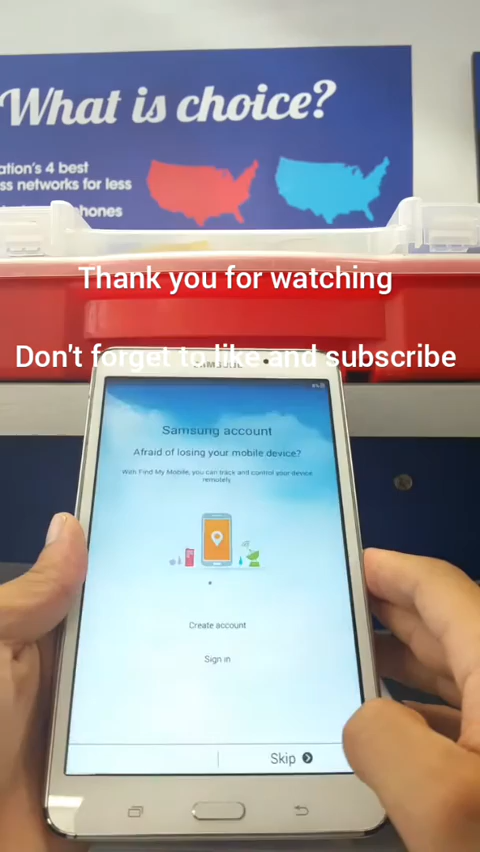 What is choice?
ation's 4 best
ss networks for less
phones
Thank you for watching
Don't forget to like and subscribe
SAMSUNG
Samsung account
Afraid of losing your mobile device?
With Find My Mobile, you can track and control your device
remotely.
Create account
Sign in
Skip